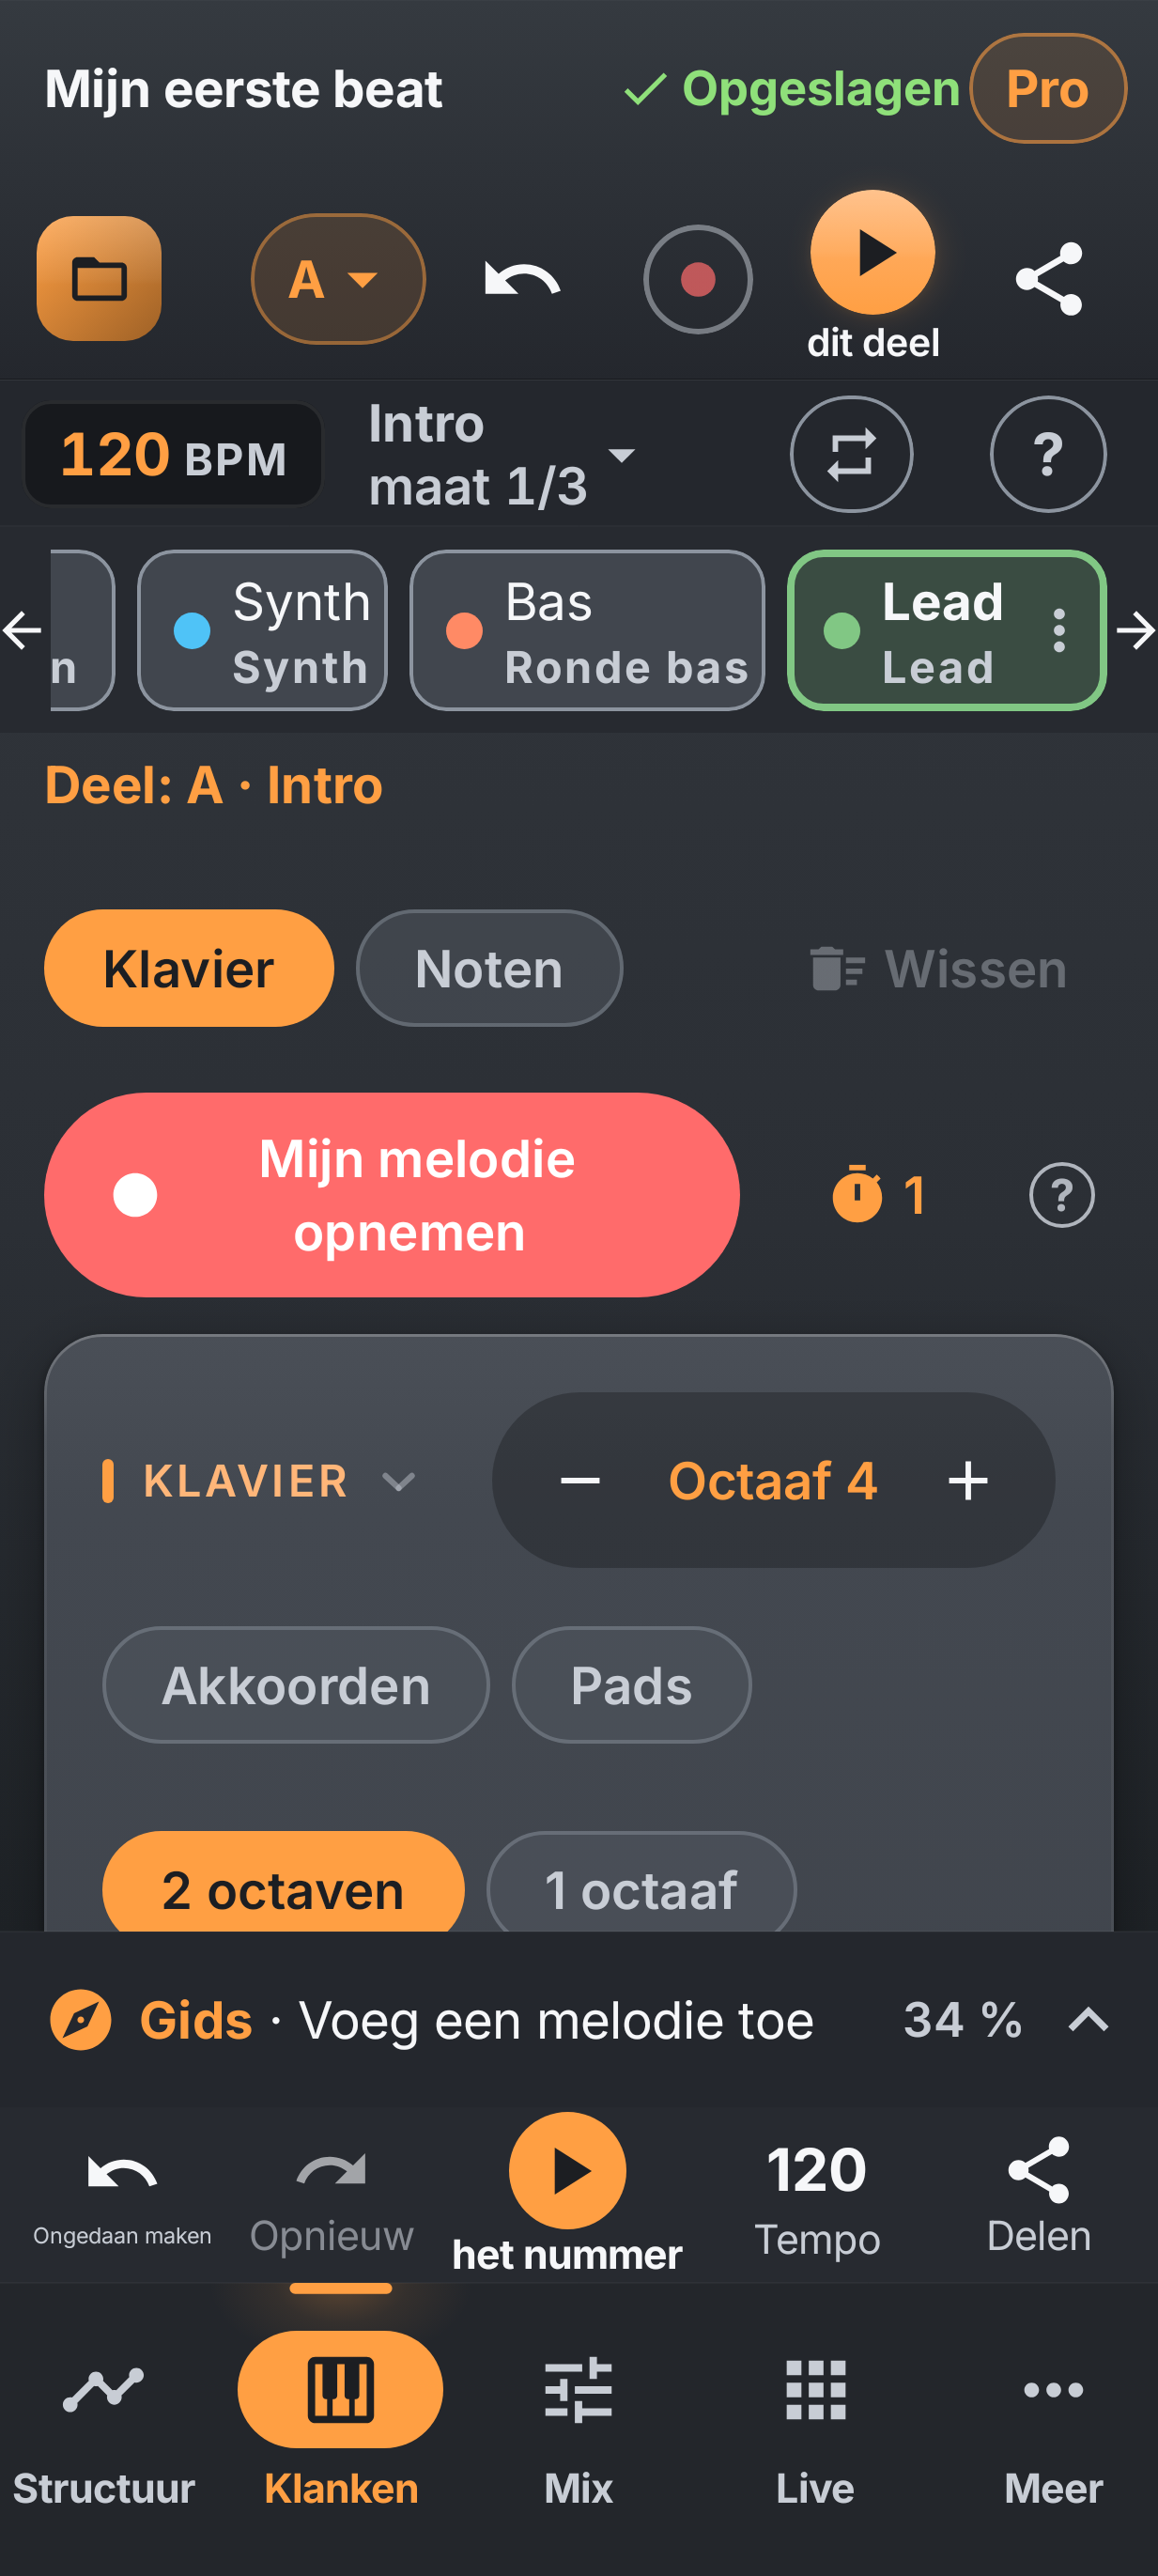 Mijn eerste beat
Opgeslagen
Pro
A
dit deel
120 BPM
Intro
maat 1/3
?
n
Synth
Synth
Bas
Ronde bas
Lead
Lead
Deel: A · Intro
Klavier
Noten
Wissen
Mijn melodie
opnemen
1
?
KLAVIER
Octaaf 4
Akkoorden
Pads
2 octaven
1 octaaf
Gids · Voeg een melodie toe
34 %
Ongedaan maken
Opnieuw
het nummer
120
Tempo
Delen
Structuur
Klanken
Mix
Live
Meer